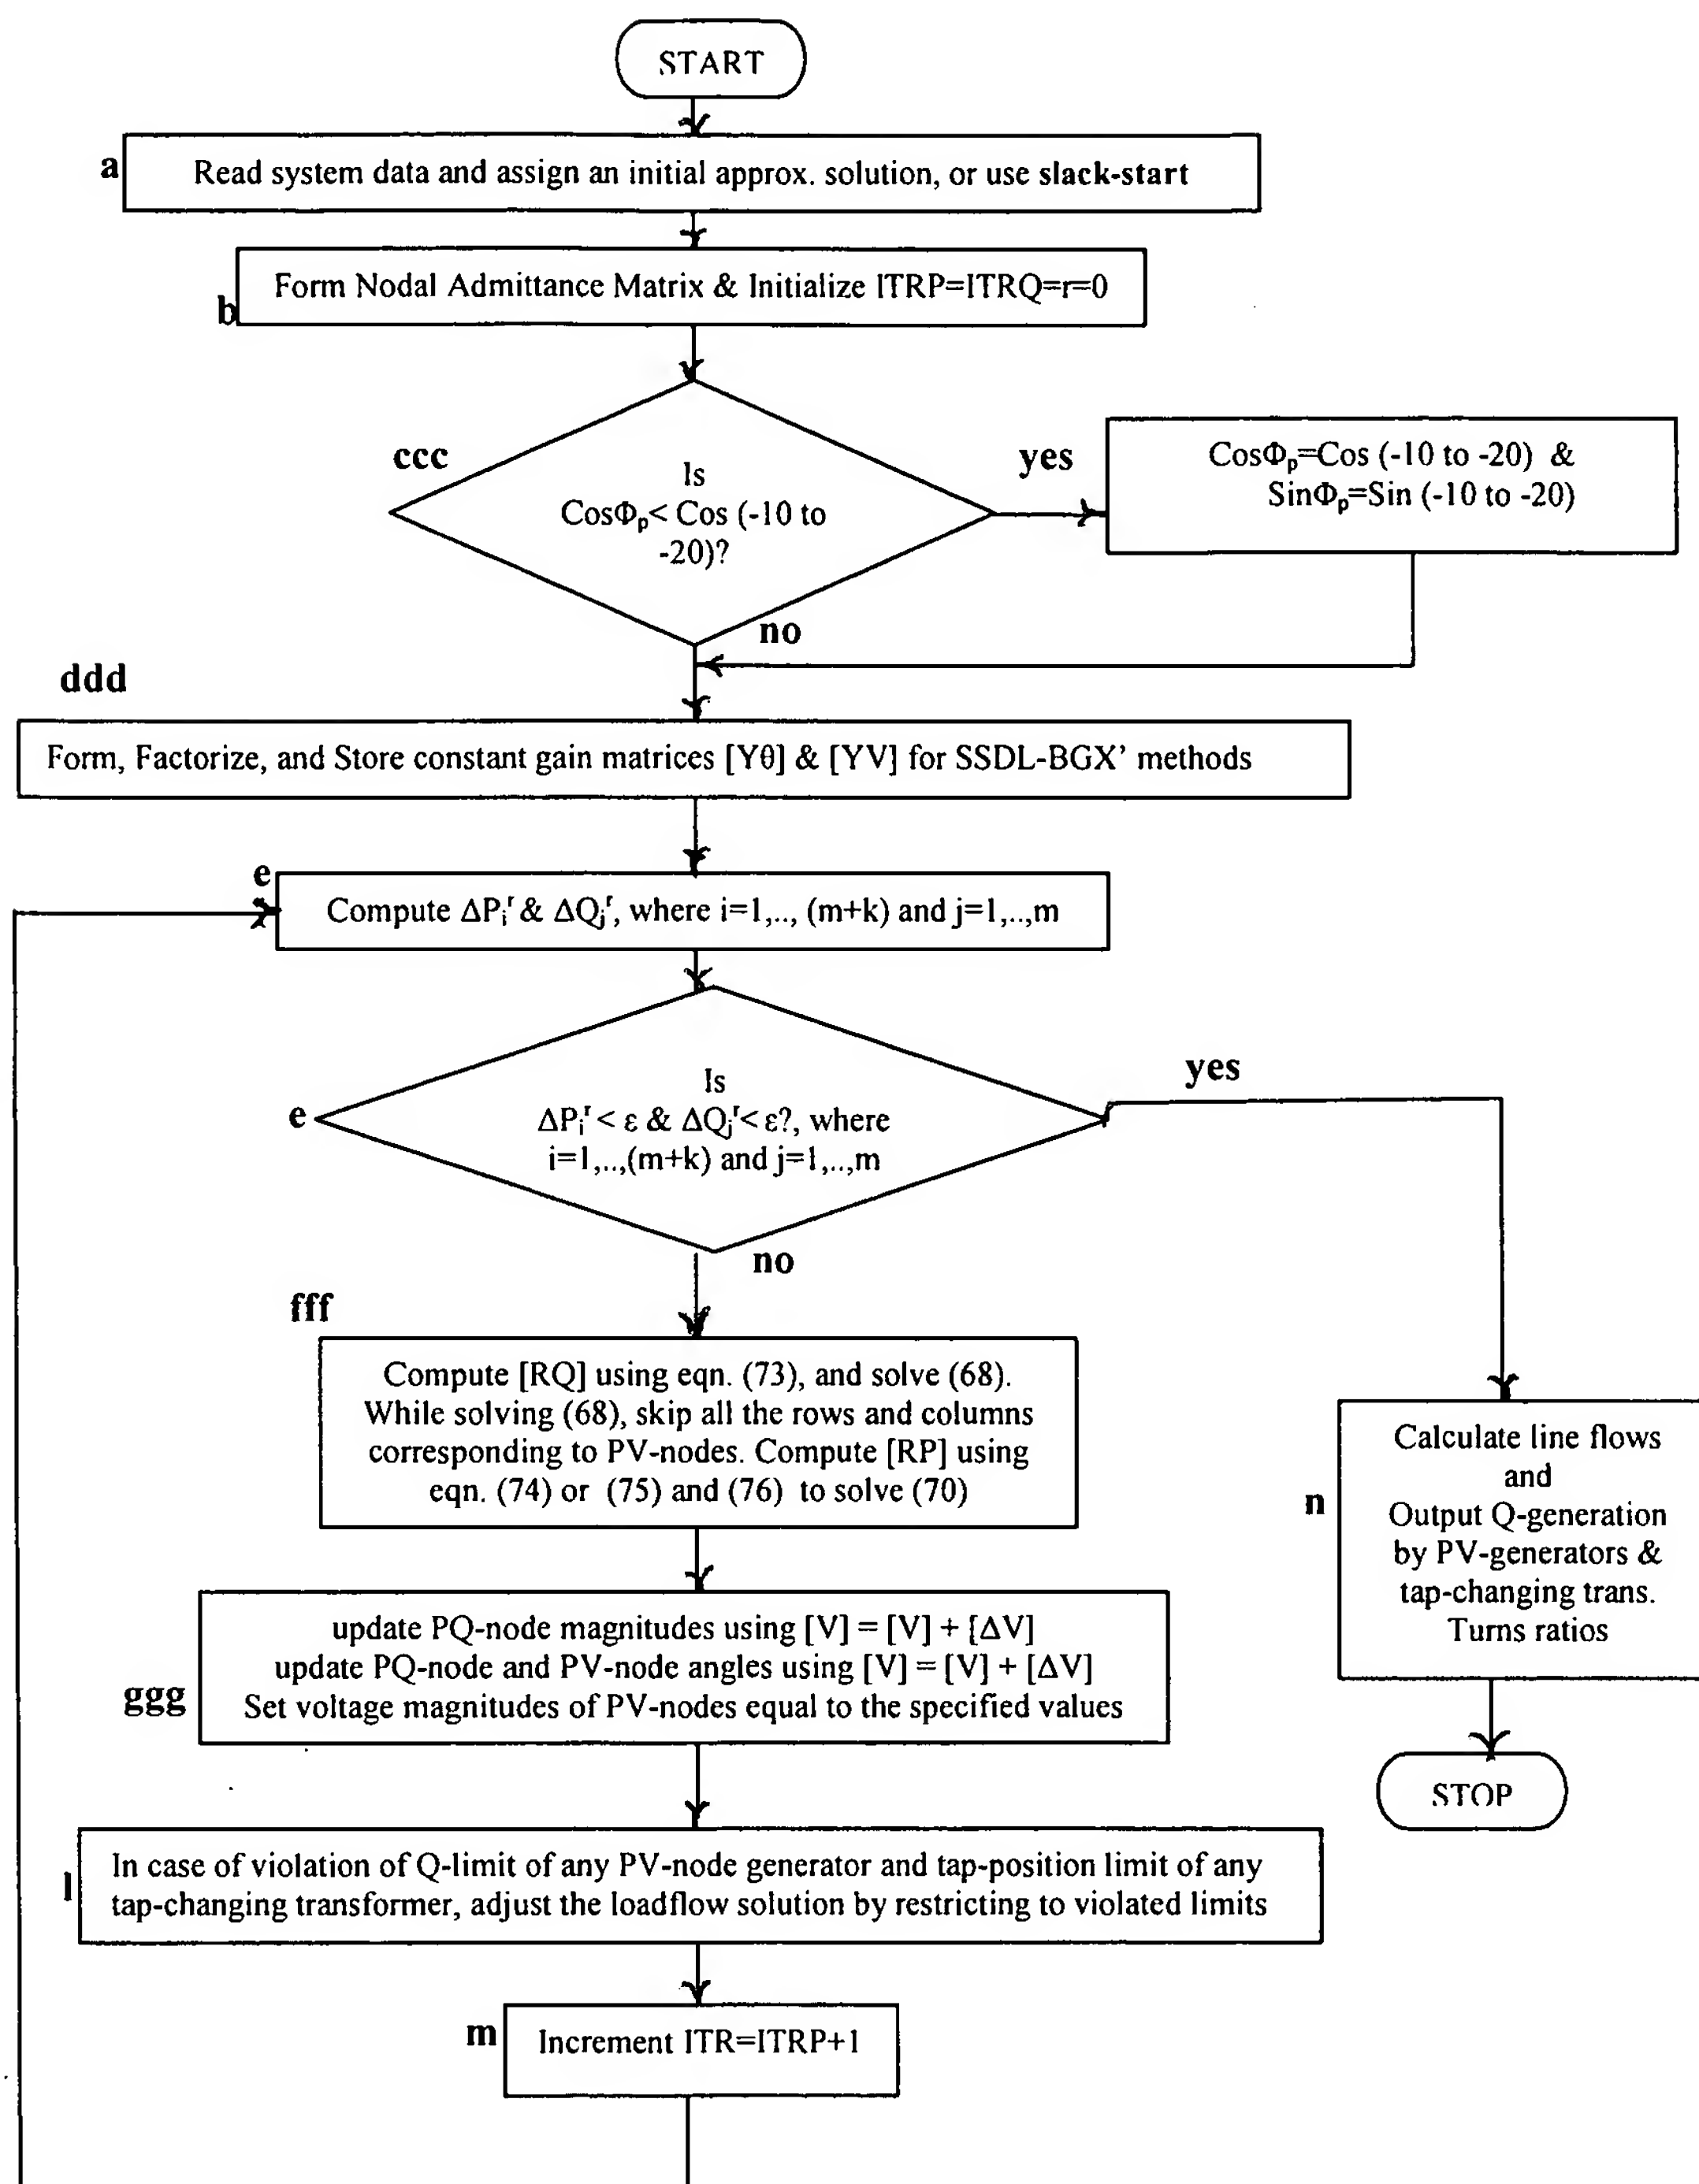 START
a
Read system data and assign an initial approx. solution, or use slack-start
b
Form Nodal Admittance Matrix & Initialize ITRP=ITRQ=r=0
ccc
Is
CosΦp< Cos (-10 to
-20)?
yes
CosΦp=Cos (-10 to -20) &
SinΦp=Sin (-10 to -20)
no
ddd
Form, Factorize, and Store constant gain matrices [Yθ] & [YV] for SSDL-BGX’ methods
e
Compute ΔPiʳ & ΔQjʳ, where i=1,.., (m+k) and j=1,..,m
e
Is
ΔPiʳ < ε & ΔQjʳ< ε?, where
i=1,..,(m+k) and j=1,..,m
yes
no
fff
Compute [RQ] using eqn. (73), and solve (68).
While solving (68), skip all the rows and columns
corresponding to PV-nodes. Compute [RP] using
eqn. (74) or (75) and (76) to solve (70)
n
Calculate line flows
and
Output Q-generation
by PV-generators &
tap-changing trans.
Turns ratios
ggg
update PQ-node magnitudes using [V] = [V] + [ΔV]
update PQ-node and PV-node angles using [V] = [V] + [ΔV]
Set voltage magnitudes of PV-nodes equal to the specified values
STOP
l
In case of violation of Q-limit of any PV-node generator and tap-position limit of any
tap-changing transformer, adjust the loadflow solution by restricting to violated limits
m
Increment ITR=ITRP+1